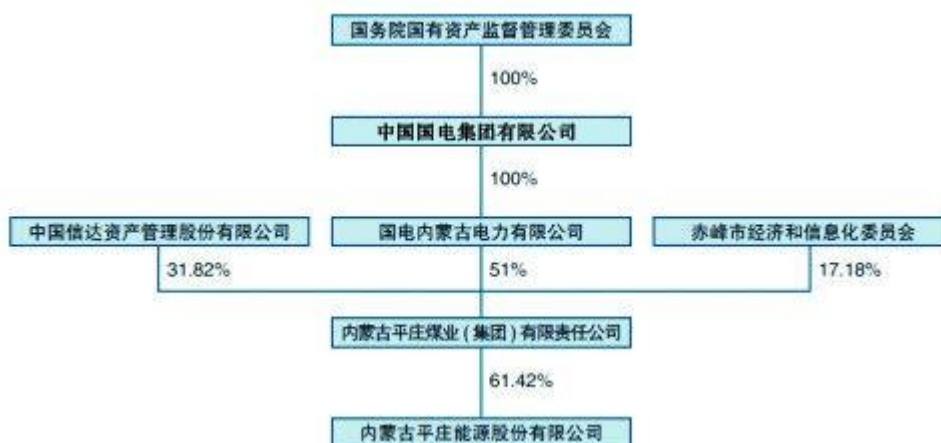 国务院国有资产监督管理委员会
100%
中国国电集团有限公司
100%
中国信达资产管理股份有限公司
国电内蒙古电力有限公司
赤峰市经济和信息化委员会
31.82%
51%
17.18%
内蒙古平庄煤业(集团)有限责任公司
61.42%
内蒙古平庄能源股份有限公司